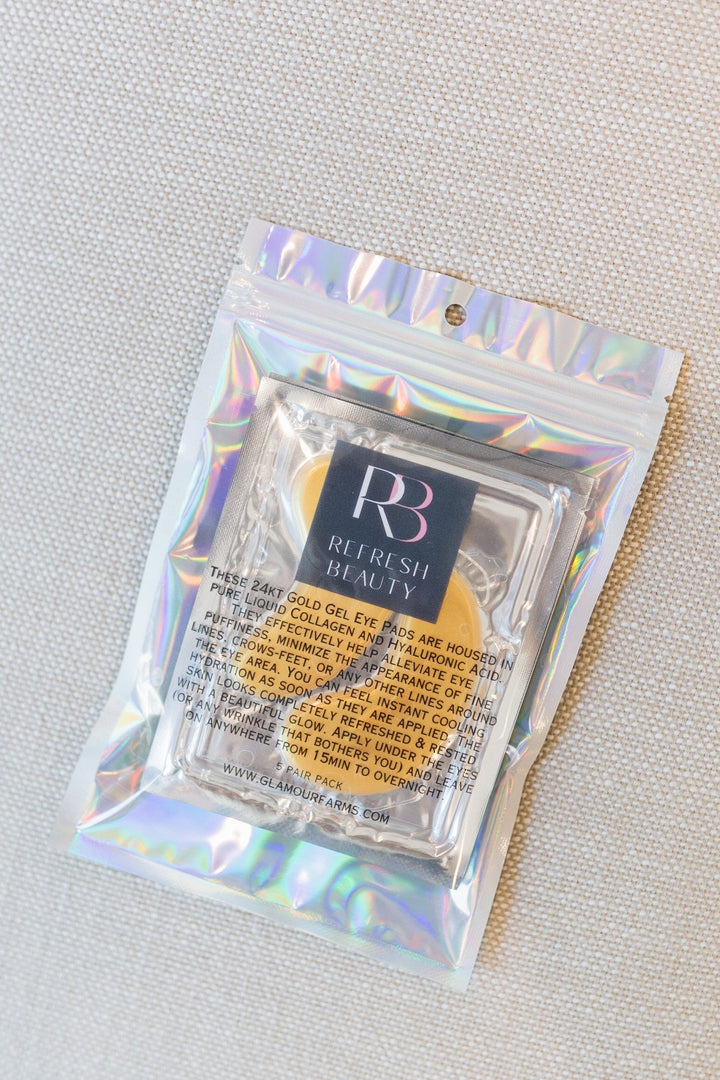 RB
REFRESH
BEAUTY
THESE 24KT GOLD GEL EYE PADS ARE HOUSED IN
PURE LIQUID COLLAGEN AND HYALURONIC ACID.
THEY EFFECTIVELY HELP ALLEVIATE EYE
PUFFINESS, MINIMIZE THE APPEARANCE OF FINE
LINES, CROWS-FEET, OR ANY OTHER LINES AROUND
THE EYE AREA. YOU CAN FEEL INSTANT COOLING
HYDRATION AS SOON AS THEY ARE APPLIED. THE
SKIN LOOKS COMPLETELY REFRESHED & RESTED
WITH A BEAUTIFUL GLOW. APPLY UNDER THE EYES
(OR ANY WRINKLE THAT BOTHERS YOU) AND LEAVE
ON ANYWHERE FROM 15MIN TO OVERNIGHT.
5 PAIR PACK
WWW.GLAMOURFARMS.COM